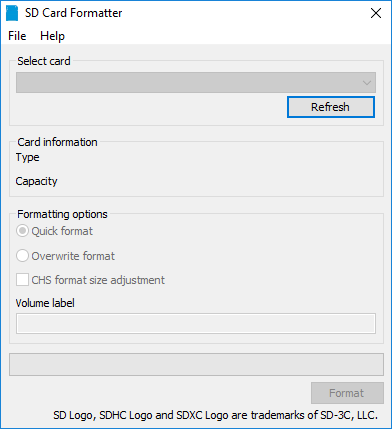 SD Card Formatter
File Help
Select card
Refresh
Card information
Type
Capacity
Formatting options
Quick format
Overwrite format
CHS format size adjustment
Volume label
Format
SD Logo, SDHC Logo and SDXC Logo are trademarks of SD-3C, LLC.